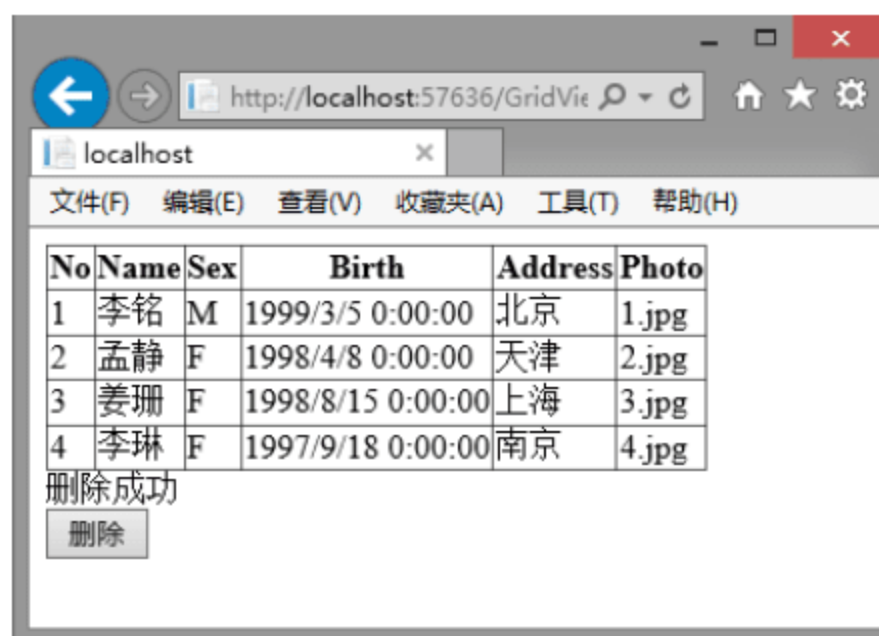 http://localhost:57636/GridVie
localhost
文件(F) 编辑(E) 查看(V) 收藏夹(A) 工具(T) 帮助(H)
No Name Sex Birth Address Photo
1 李铭 M 1999/3/5 0:00:00 北京 1.jpg
2 孟静 F 1998/4/8 0:00:00 天津 2.jpg
3 姜珊 F 1998/8/15 0:00:00 上海 3.jpg
4 李琳 F 1997/9/18 0:00:00 南京 4.jpg
删除成功
删除